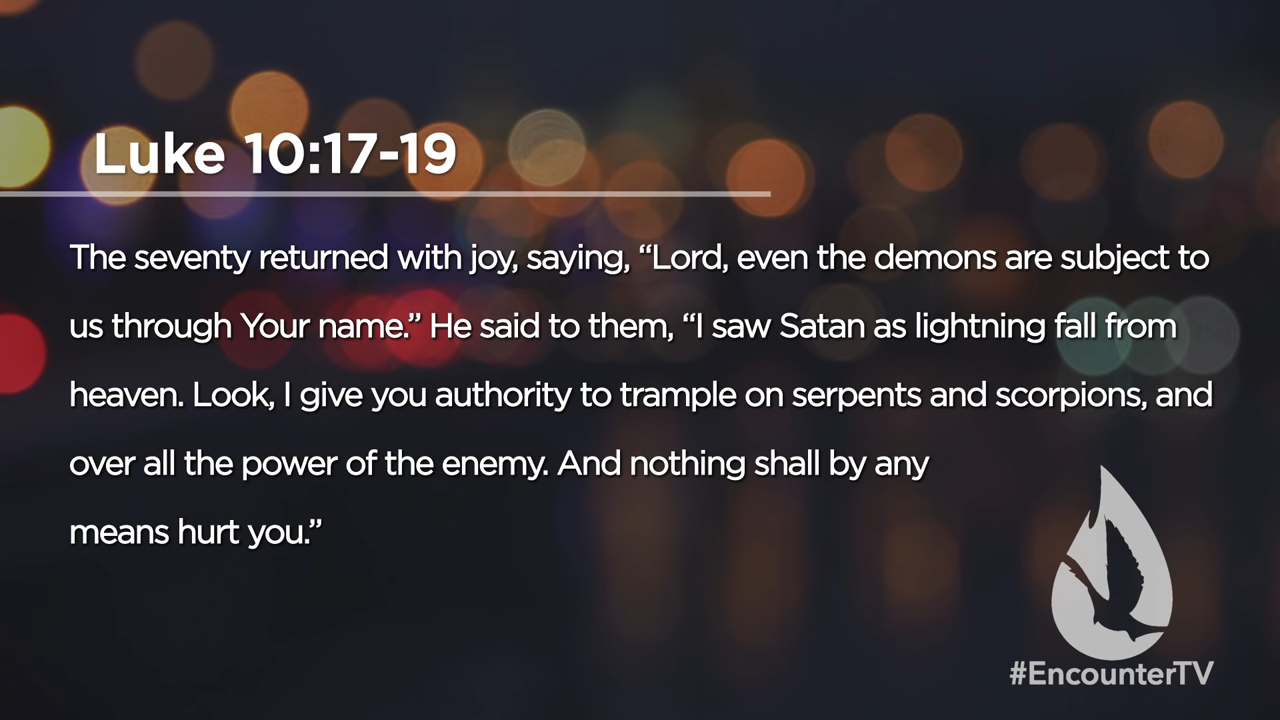 Luke 10:17-19
The seventy returned with joy, saying, “Lord, even the demons are subject to
us through Your name.” He said to them, “I saw Satan as lightning fall from
heaven. Look, I give you authority to trample on serpents and scorpions, and
over all the power of the enemy. And nothing shall by any
means hurt you.”
#EncounterTV